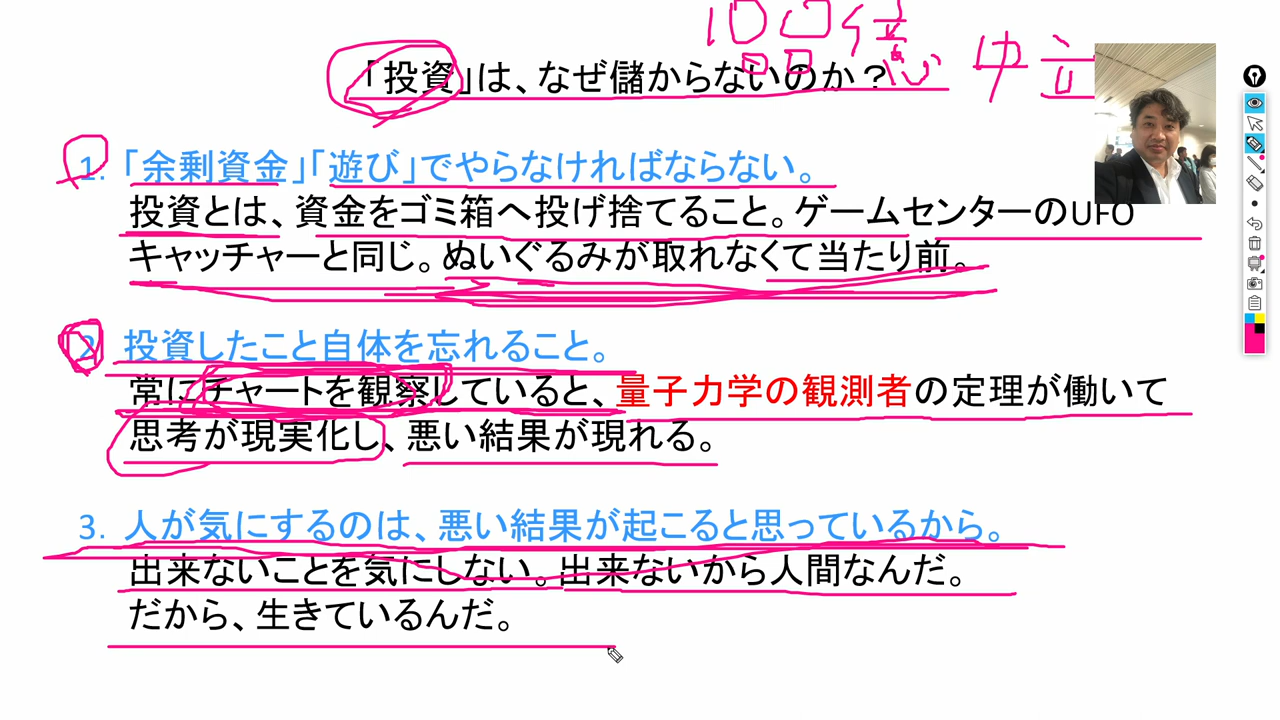 「投資」は、なぜ儲からないのか?
中立
1. 「余剰資金」「遊び」でやらなければならない。
投資とは、資金をゴミ箱へ投げ捨てること。ゲームセンターのUFO
キャッチャーと同じ。ぬいぐるみが取れなくて当たり前。
2. 投資したこと自体を忘れること。
常にチャートを観察していると、量子力学の観測者の定理が働いて
思考が現実化し、悪い結果が現れる。
3. 人が気にするのは、悪い結果が起こると思っているから。
出来ないことを気にしない。出来ないから人間なんだ。
だから、生きているんだ。